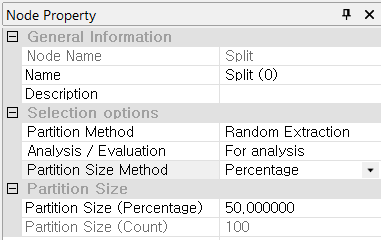 Node Property
General Information
Node Name Split
Name Split (0)
Description
Selection options
Partition Method Random Extraction
Analysis / Evaluation For analysis
Partition Size Method Percentage
Partition Size
Partition Size (Percentage) 50,000000
Partition Size (Count) 100